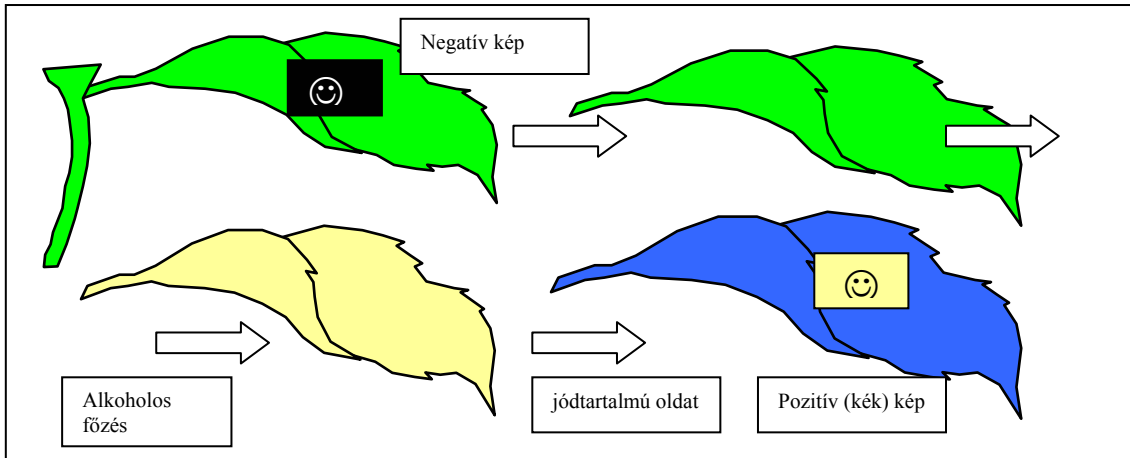 Negatív kép
Alkoholos
főzés
jódtartalmú oldat
Pozitív (kék) kép